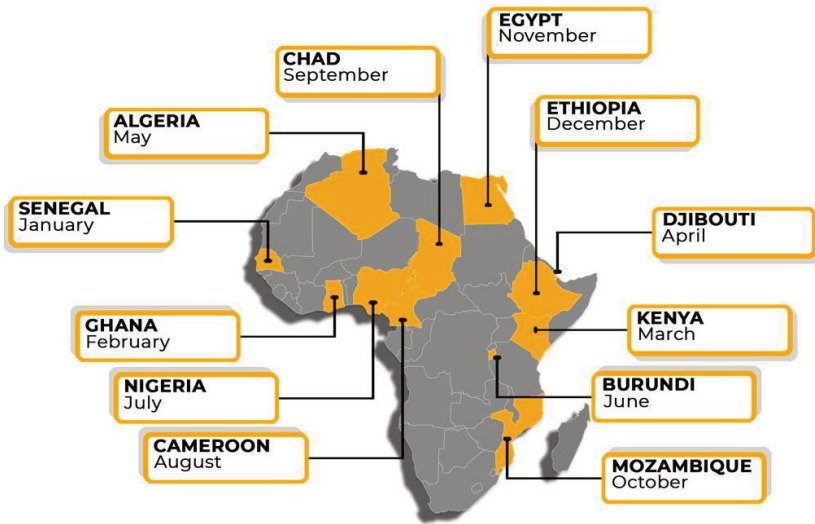 EGYPT
November
CHAD
September
ETHIOPIA
December
ALGERIA
May
SENEGAL
January
DJIBOUTI
April
GHANA
February
KENYA
March
NIGERIA
July
BURUNDI
June
CAMEROON
August
MOZAMBIQUE
October